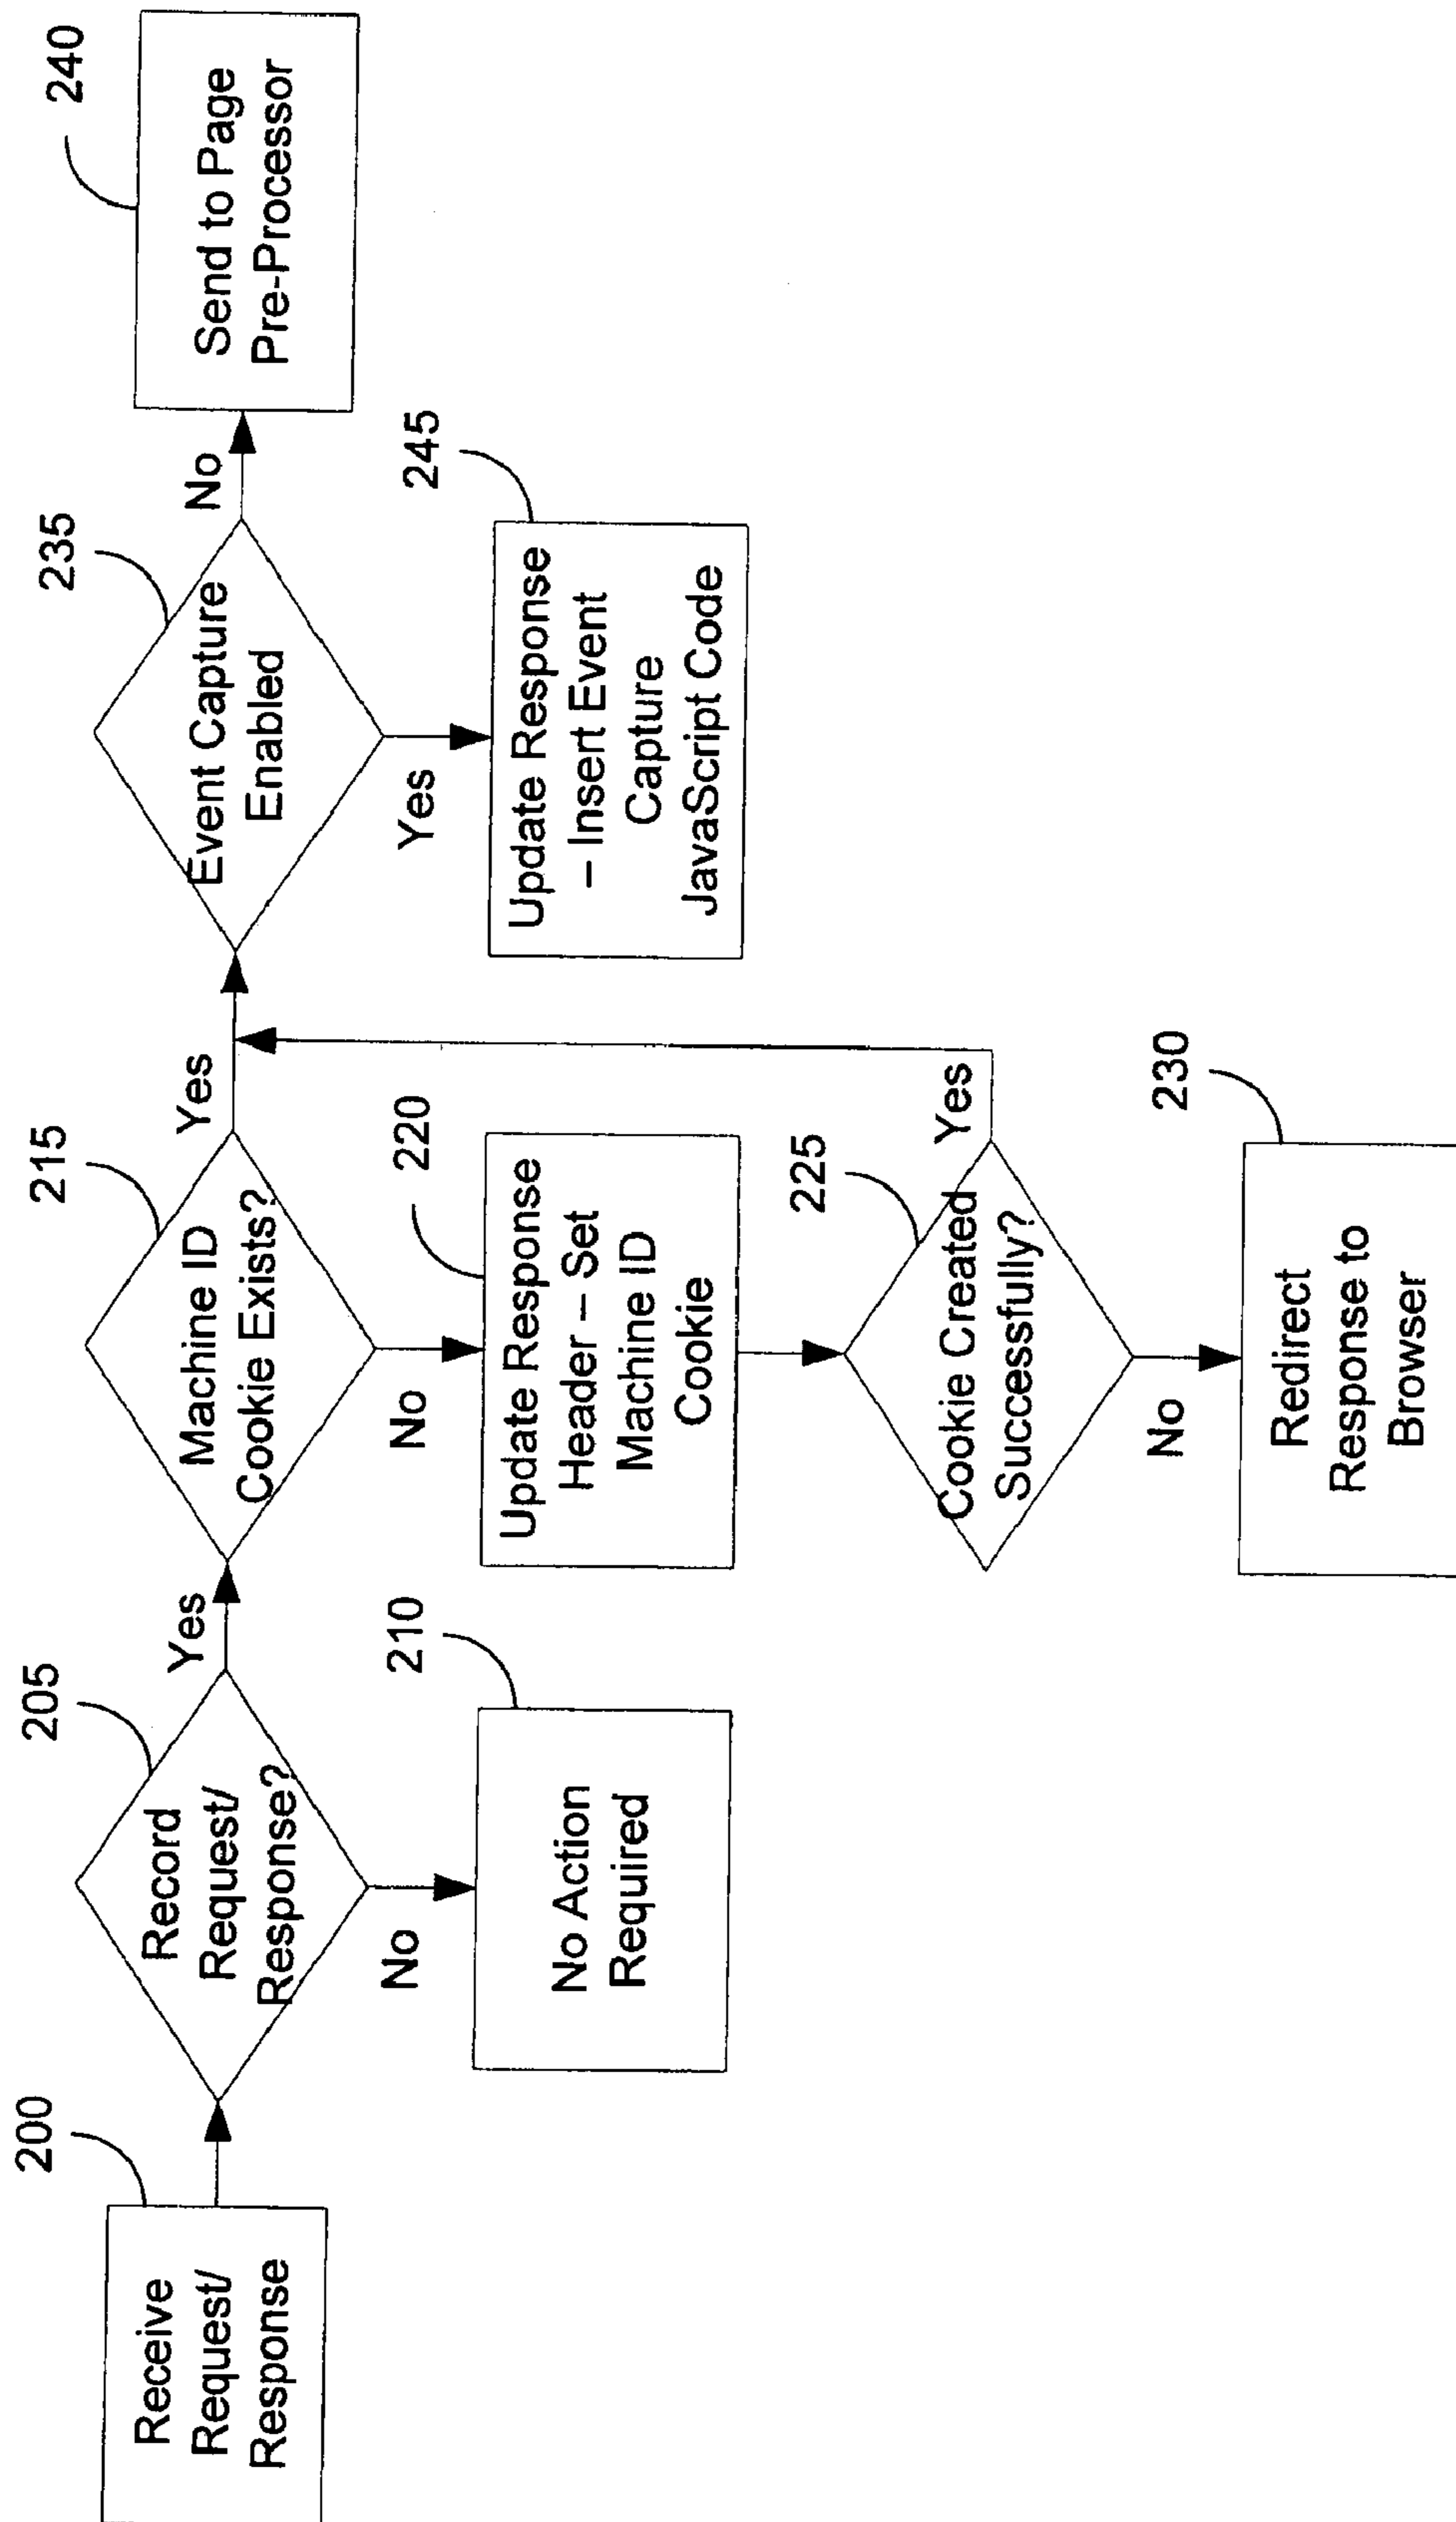 200
Receive
Request/
Response
205
Record
Request/
Response?
Yes
No
210
No Action
Required
215
Machine ID
Cookie Exists?
Yes
No
220
Update Response
Header – Set
Machine ID
Cookie
225
Cookie Created
Successfully?
Yes
No
230
Redirect
Response to
Browser
235
Event Capture
Enabled
No
Yes
240
Send to Page
Pre-Processor
245
Update Response
– Insert Event
Capture
JavaScript Code